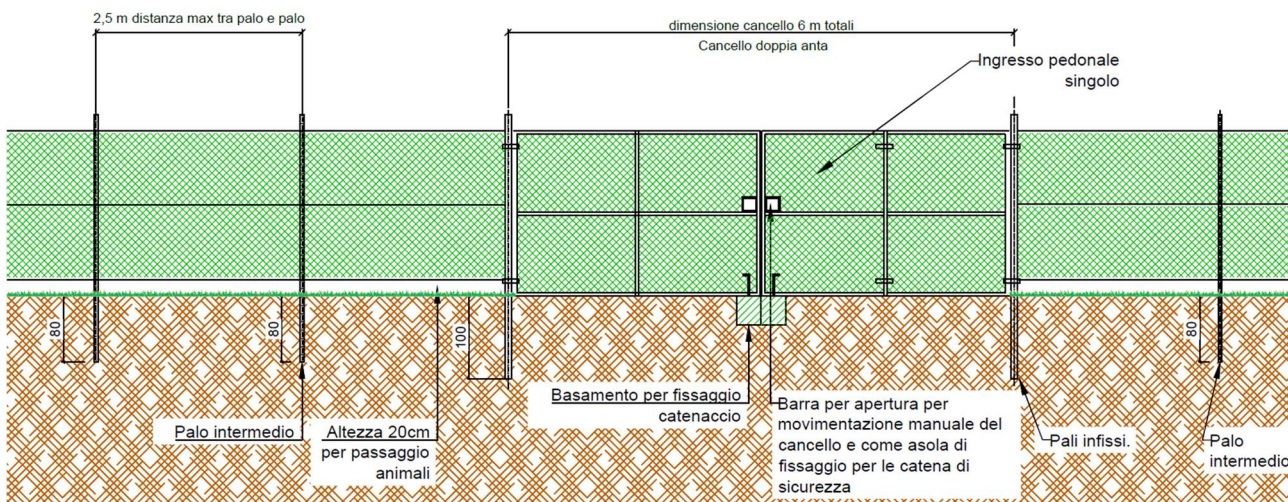 2,5 m distanza max tra palo e palo
dimensione cancello 6 m totali
Cancello doppia anta
Ingresso pedonale
singolo
80
80
100
80
Palo intermedio
Altezza 20cm
per passaggio
animali
Basamento per fissaggio
catenaccio
Barra per apertura per
movimentazione manuale del
cancello e come asola di
fissaggio per le catena di
sicurezza
Pali infissi.
Palo
intermedio